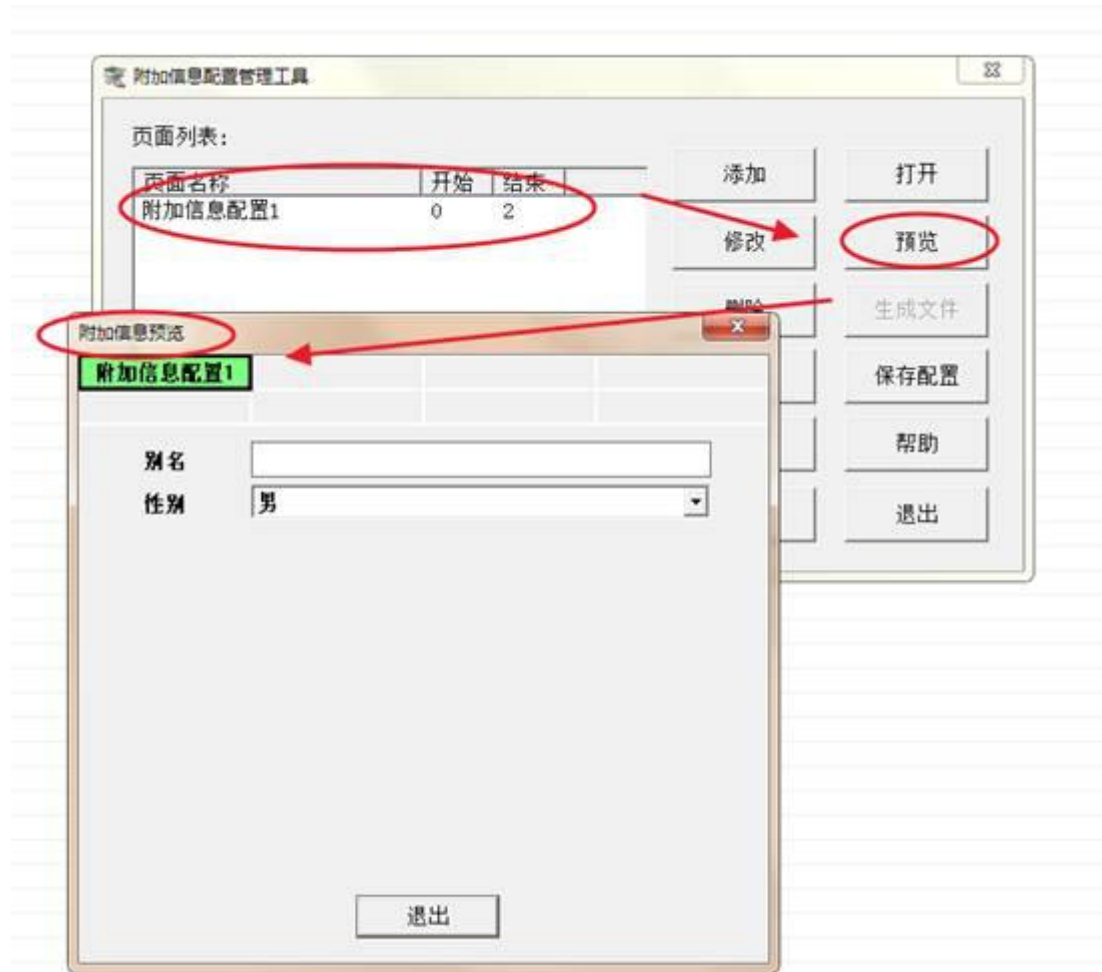 附加信息配置管理工具
页面列表:
页面名称 开始 结束
附加信息配置1 0 2
添加 打开
修改 预览
删除 生成文件
保存配置
帮助
退出
附加信息预览
附加信息配置1
别名
性别 男
退出